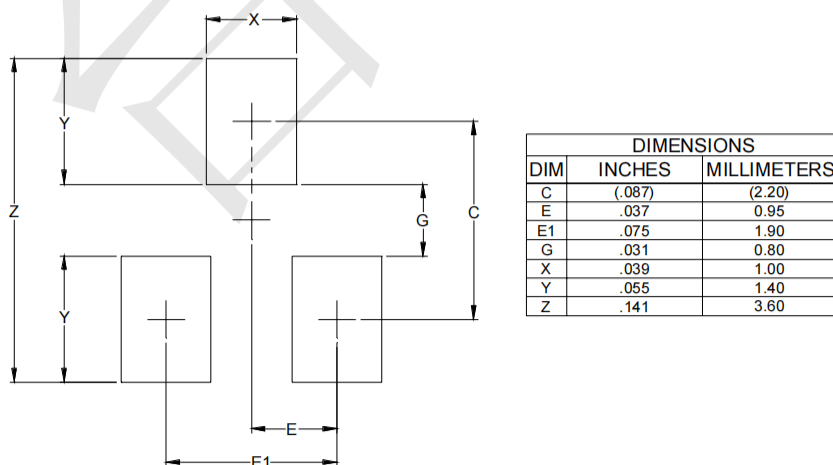 X
Y
Z
G
C
Y
E
E1
DIMENSIONS
DIM INCHES MILLIMETERS
C (.087) (2.20)
E .037 0.95
E1 .075 1.90
G .031 0.80
X .039 1.00
Y .055 1.40
Z .141 3.60